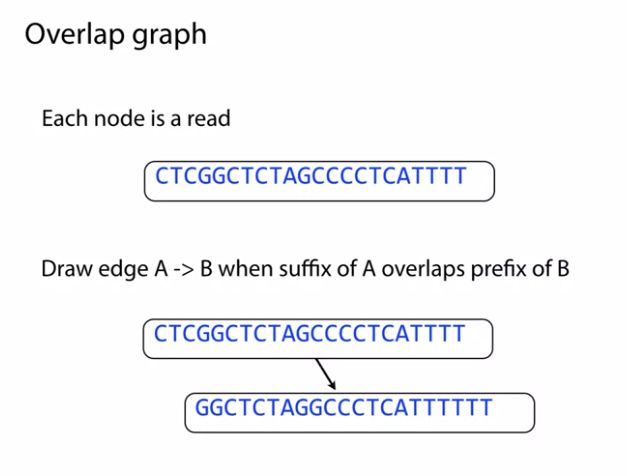 Overlap graph
Each node is a read
CTCGGCTCTAGCCCCTCATTTT
Draw edge A -> B when suffix of A overlaps prefix of B
CTCGGCTCTAGCCCCTCATTTT
GGCTCTAGGCCCTCATTTTTT